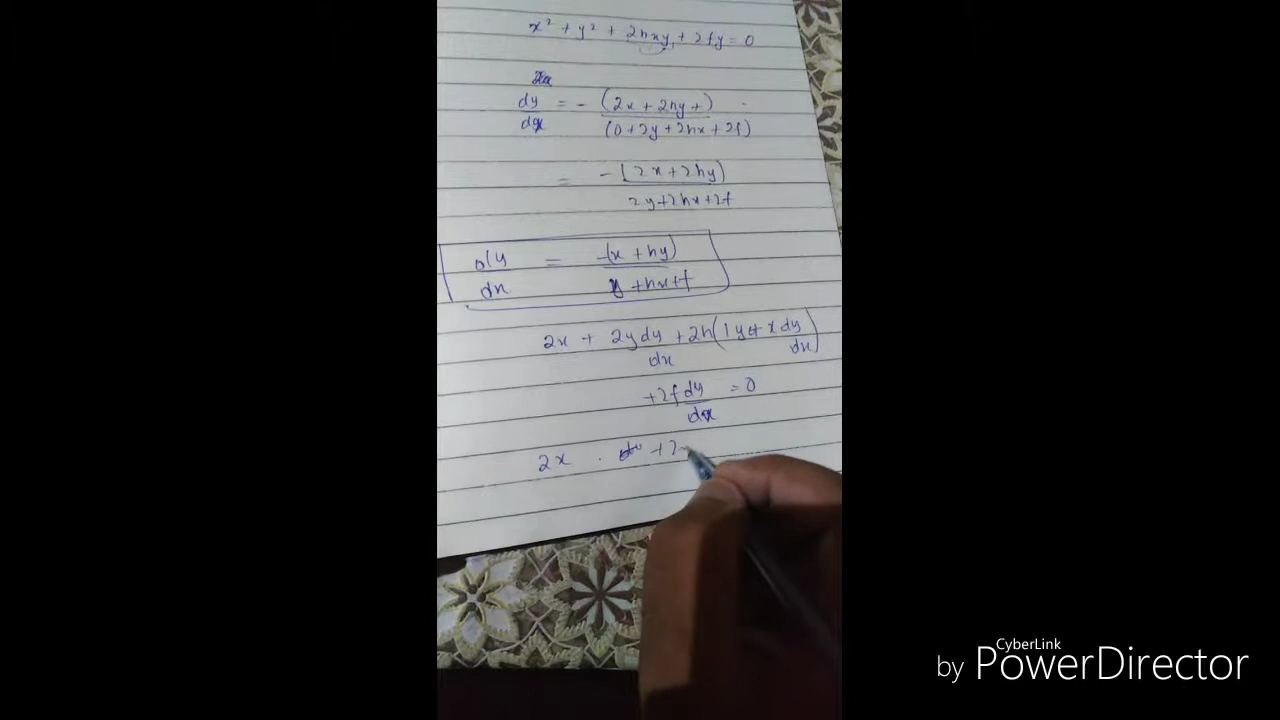 x² + y² + 2hxy + 2fy = 0
dy/dx = - (2x + 2hy + ) / (0 + 2y + 2hx + 2f)
= -(2x + 2hy) / 2y + 2hx + 2f
dy/dx = -(x + hy) / y + hx + f
2x + 2y dy/dx + 2h(1y + x dy/dx)
+2f dy/dx = 0
2x . + 2
CyberLink
by PowerDirector